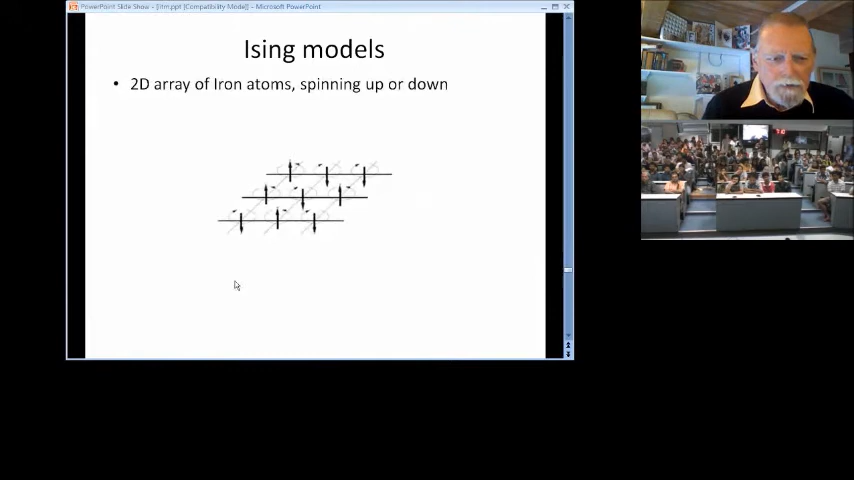 PowerPoint Slide Show - [itm.ppt [Compatibility Mode]] - Microsoft PowerPoint
Ising models
• 2D array of Iron atoms, spinning up or down